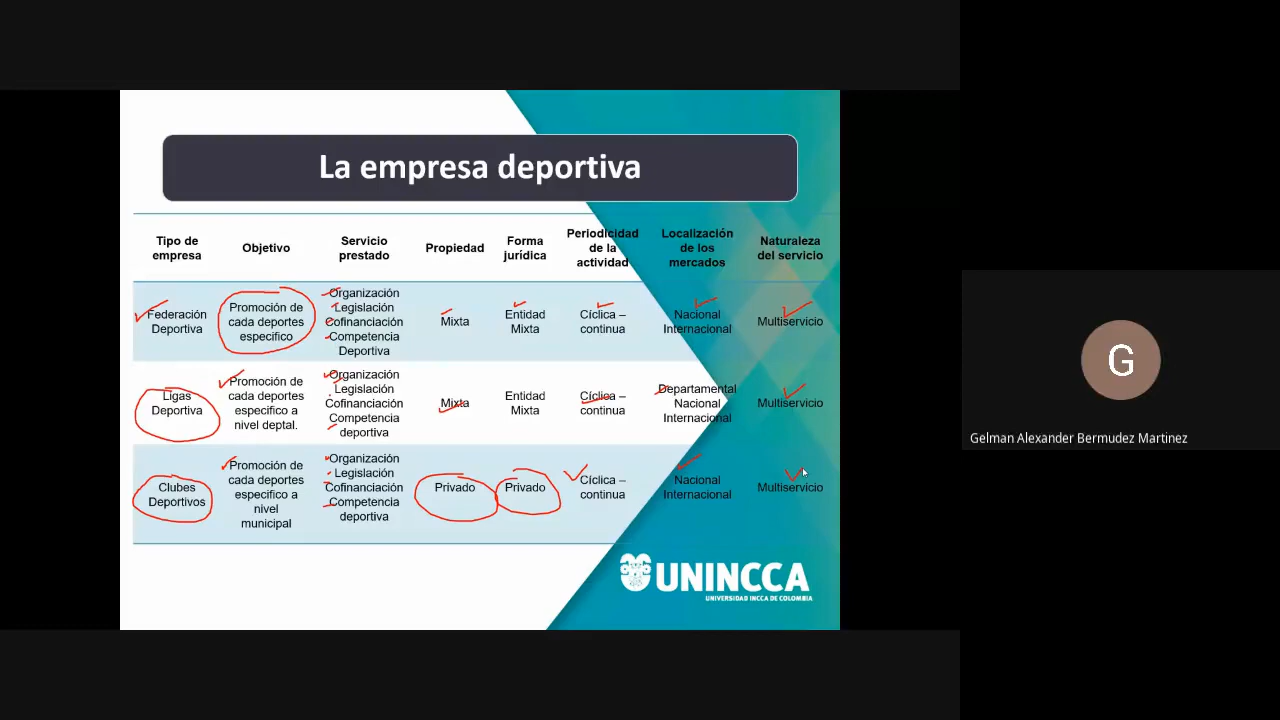 La empresa deportiva
Tipo de
empresa
Objetivo
Servicio
prestado
Propiedad
Forma
jurídica
Periodicidad
de la
actividad
Localización
de los
mercados
Naturaleza
del servicio
Federación
Deportiva
Promoción de
cada deportes
especifico
Organización
Legislación
Cofinanciación
Competencia
Deportiva
Mixta
Entidad
Mixta
Cíclica –
continua
Nacional
Internacional
Multiservicio
Ligas
Deportiva
Promoción de
cada deportes
especifico a
nivel deptal.
Organización
Legislación
Cofinanciación
Competencia
deportiva
Mixta
Entidad
Mixta
Cíclica –
continua
Departamental
Nacional
Internacional
Multiservicio
Clubes
Deportivos
Promoción de
cada deportes
especifico a
nivel
municipal
Organización
Legislación
Cofinanciación
Competencia
deportiva
Privado
Privado
Cíclica –
continua
Nacional
Internacional
Multiservicio
UNINCCA
UNIVERSIDAD INCCA DE COLOMBIA
G
Gelman Alexander Bermudez Martinez